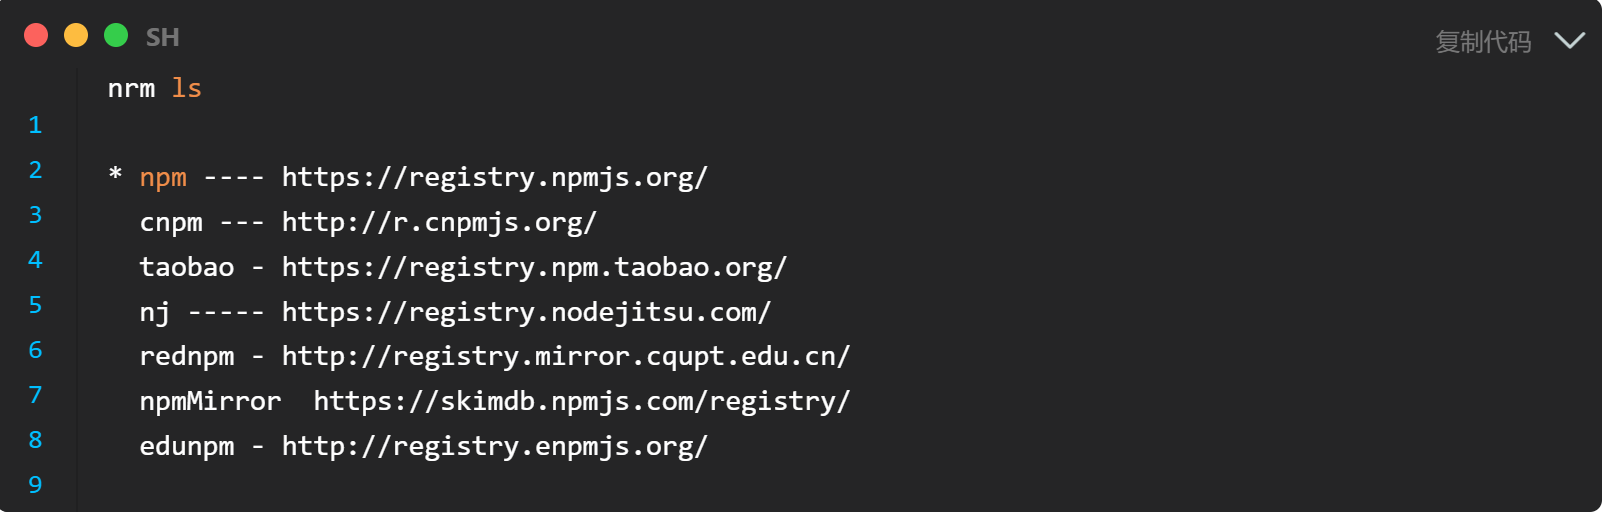 SH
复制代码
nrm ls
1
2 * npm ---- https://registry.npmjs.org/
3 cnpm --- http://r.cnpmjs.org/
4 taobao - https://registry.npm.taobao.org/
5 nj ----- https://registry.nodejitsu.com/
6 rednpm - http://registry.mirror.cqupt.edu.cn/
7 npmMirror  https://skimdb.npmjs.com/registry/
8 edunpm - http://registry.enpmjs.org/
9